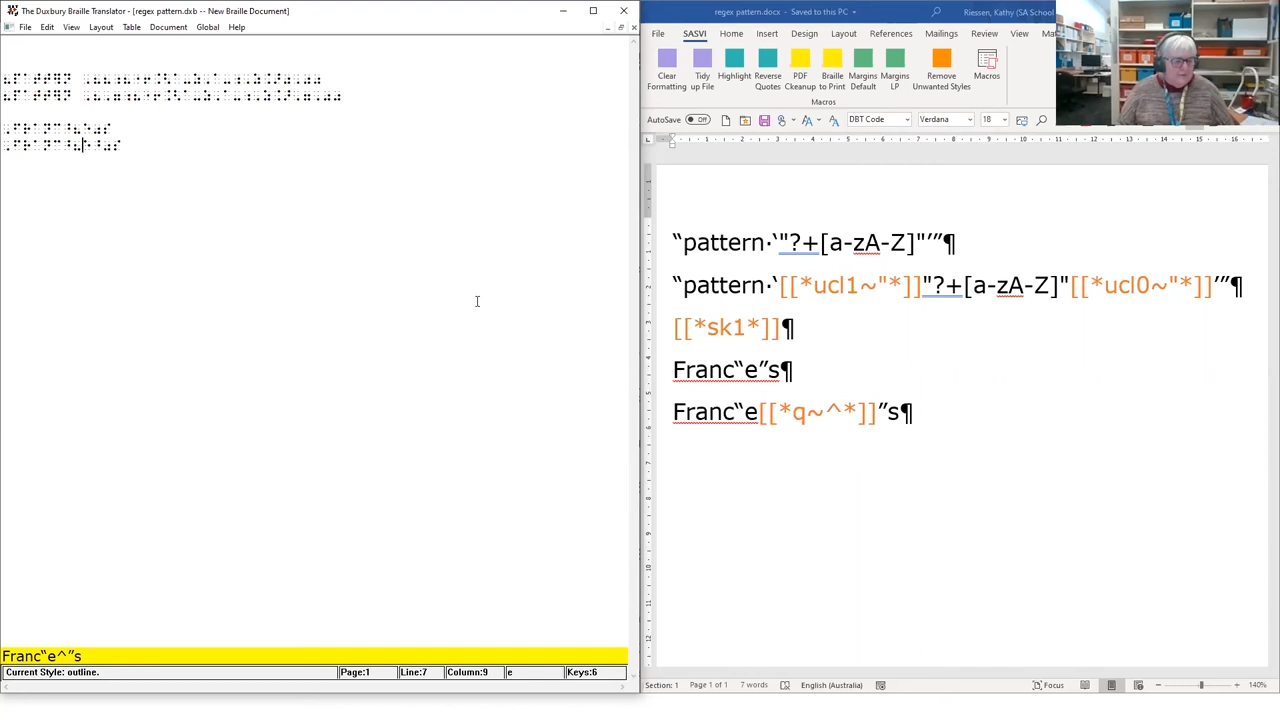 The Duxbury Braille Translator - [regex pattern.dxb -- New Braille Document]
File Edit View Layout Table Document Global Help
Franc“e^”s
Current Style: outline. Page:1 Line:7 Column:9 e Keys:6
regex pattern.docx - Saved to this PC
Riessen, Kathy (SA School
File SASVI Home Insert Design Layout References Mailings Review View Ma
Clear Formatting
Tidy up File
Highlight
Reverse Quotes
PDF Cleanup
Braille to Print
Margins Default
Margins LP
Remove Unwanted Styles
Macros
Macros
AutoSave Off DBT Code Verdana 18
“pattern·‘"?+[a-zA-Z]"’”¶
“pattern·‘[[*ucl1~"*]]"?+[a-zA-Z]"[[*ucl0~"*]]’”¶
[[*sk1*]]¶
Franc“e”s¶
Franc“e[[*q~^*]]”s¶
Section: 1 Page 1 of 1 7 words English (Australia) Focus 140%